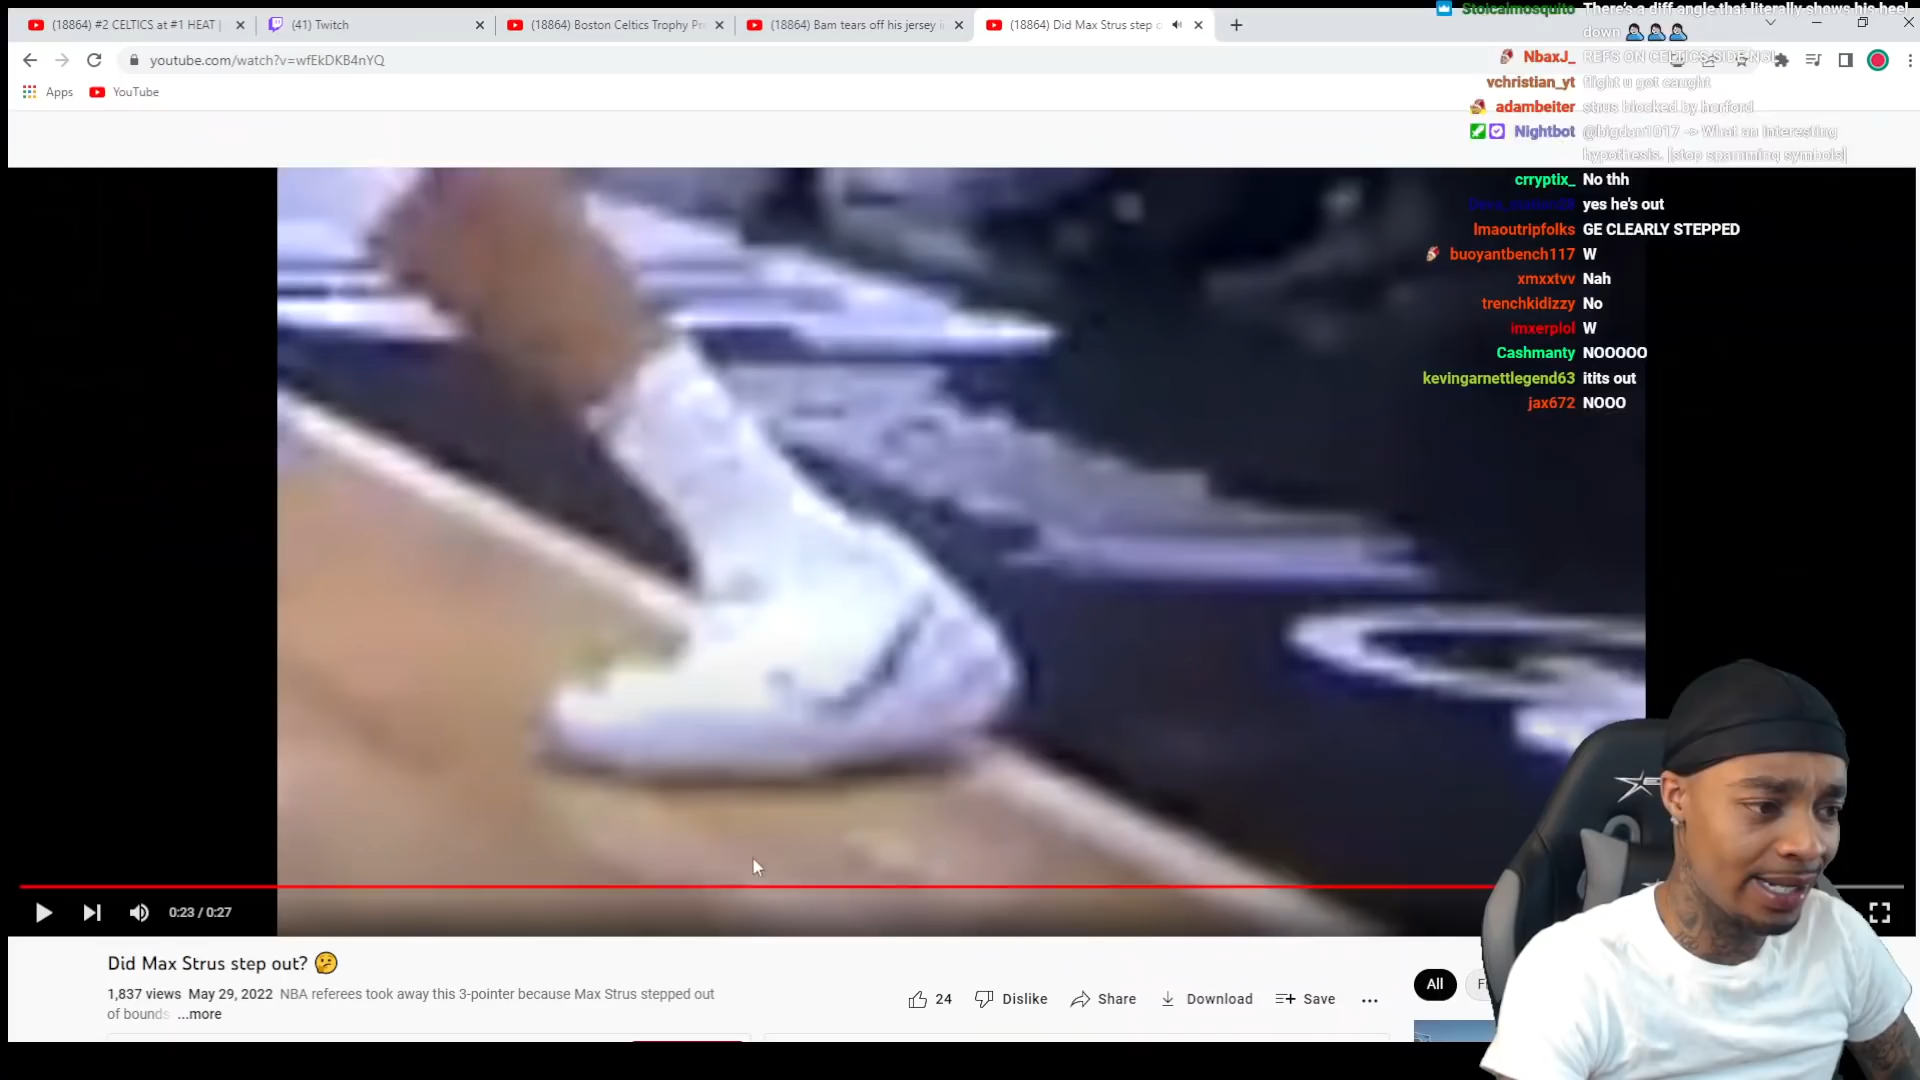 (18864) #2 CELTICS at #1 HEAT |
(41) Twitch
(18864) Boston Celtics Trophy Pr
(18864) Bam tears off his jersey i
(18864) Did Max Strus step o
youtube.com/watch?v=wfEkDKB4nYQ
Apps
YouTube
Stoicalmosquito There's a diff angle that literally shows his heel
down
NbaxJ_ REFS ON CELTICS SIDE NGL
vchristian_yt flight u got caught
adambeiter strus blocked by horford
Nightbot @bigdan1017 -> What an interesting
hypothesis. [stop spamming symbols]
crryptix_ No thh
yes he's out
lmaoutripfolks GE CLEARLY STEPPED
buoyantbench117 W
xmxxtvv Nah
trenchkidizzy No
imxerplol W
Cashmanty NOOOOO
kevingarnettlegend63 itits out
jax672 NOOO
0:23 / 0:27
Did Max Strus step out? 🤔
1,837 views May 29, 2022 NBA referees took away this 3-pointer because Max Strus stepped out
of bounds ...more
24
Dislike
Share
Download
Save
All